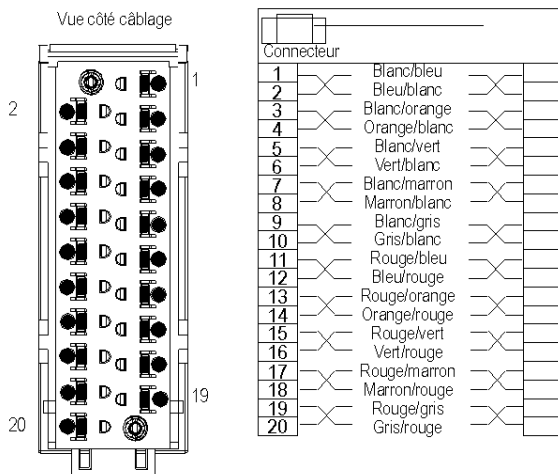 Vue côté câblage
1
2
19
20
Connecteur
1 Blanc/bleu
2 Bleu/blanc
3 Blanc/orange
4 Orange/blanc
5 Blanc/vert
6 Vert/blanc
7 Blanc/marron
8 Marron/blanc
9 Blanc/gris
10 Gris/blanc
11 Rouge/bleu
12 Bleu/rouge
13 Rouge/orange
14 Orange/rouge
15 Rouge/vert
16 Vert/rouge
17 Rouge/marron
18 Marron/rouge
19 Rouge/gris
20 Gris/rouge